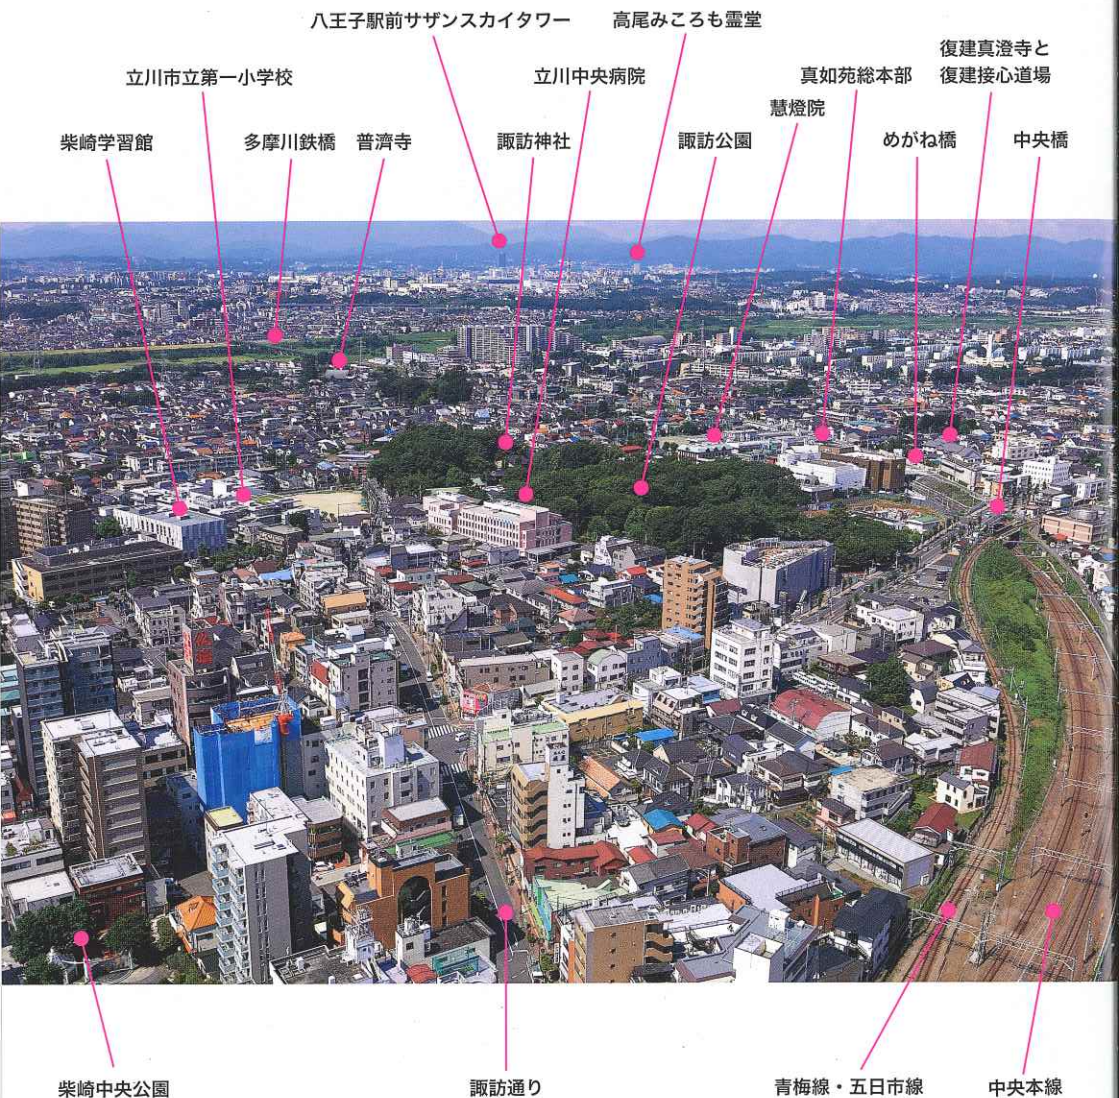 八王子駅前サザンスカイタワー
高尾みころも霊堂
復建真澄寺と
復建接心道場
立川市立第一小学校
立川中央病院
真如苑総本部
慧燈院
柴崎学習館
多摩川鉄橋
普濟寺
諏訪神社
諏訪公園
めがね橋
中央橋
柴崎中央公園
諏訪通り
青梅線・五日市線
中央本線